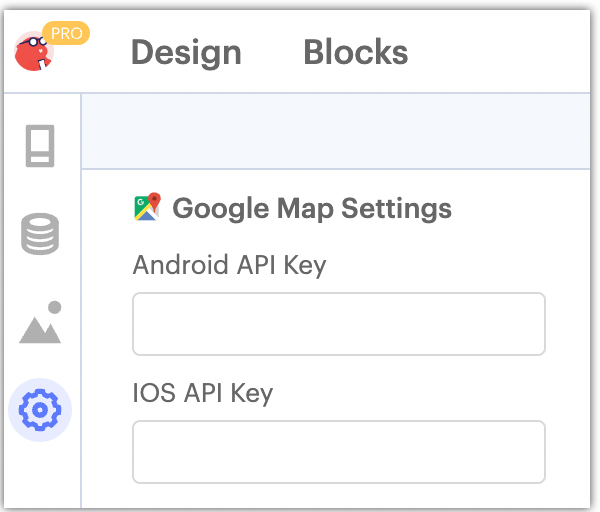 PRO
Design
Blocks
Google Map Settings
Android API Key
IOS API Key